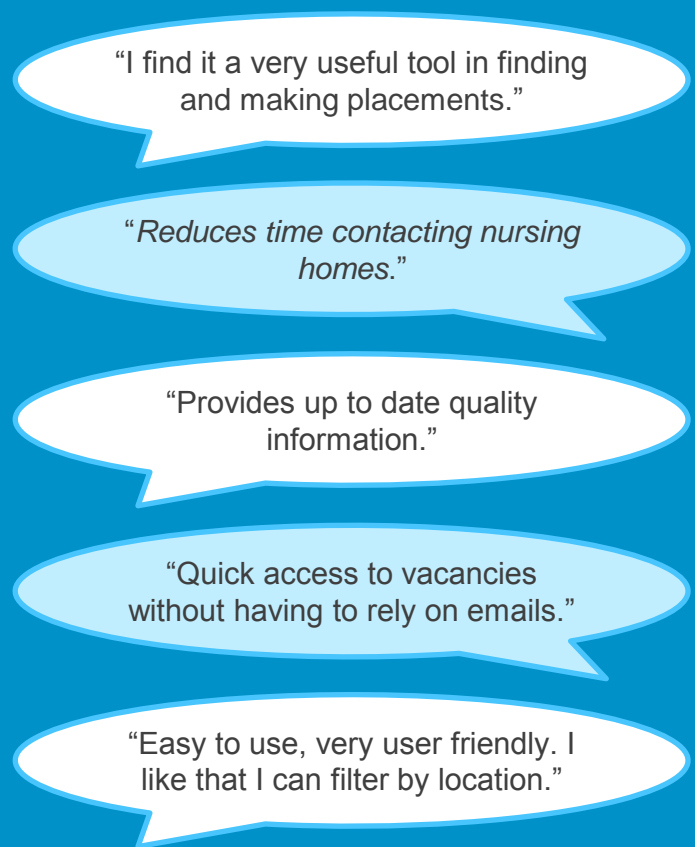 “I find it a very useful tool in finding
and making placements.”
“Reduces time contacting nursing
homes.”
“Provides up to date quality
information.”
“Quick access to vacancies
without having to rely on emails.”
“Easy to use, very user friendly. I
like that I can filter by location.”